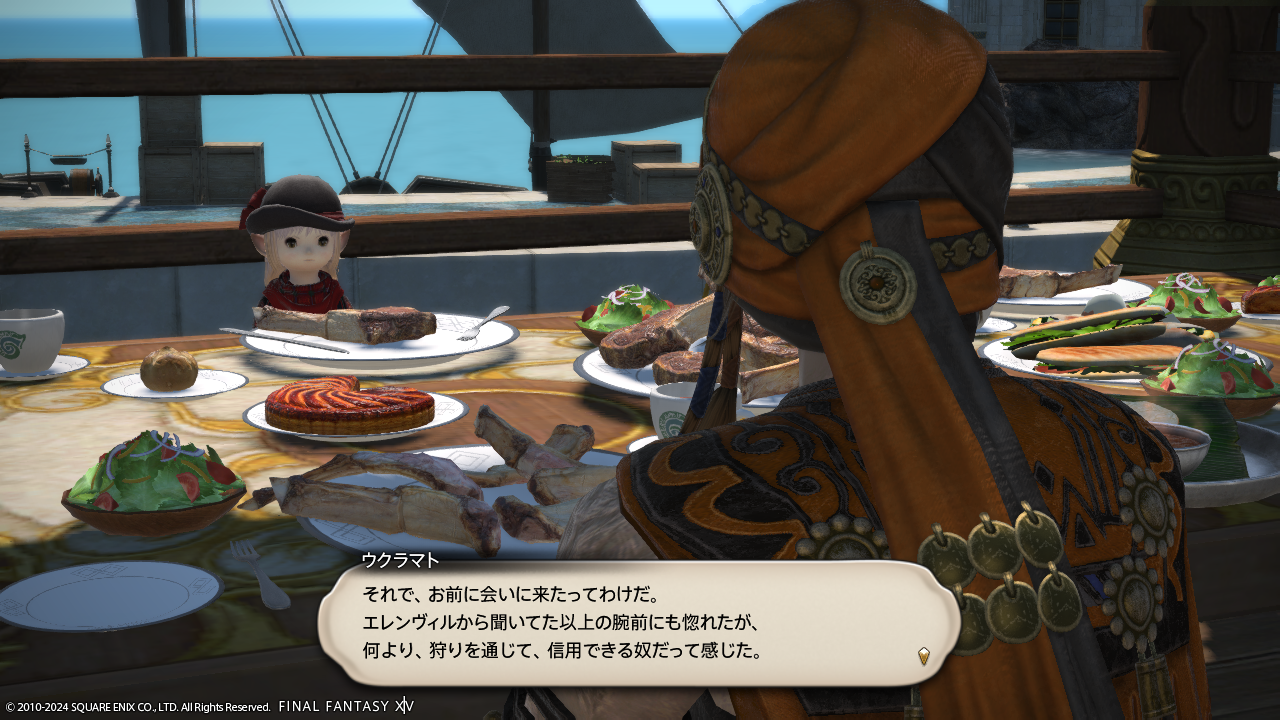 ウクラマト
それで、お前に会いに来たってわけだ。
エレンヴィルから聞いてた以上の腕前にも惚れたが、
何より、狩りを通じて、信用できる奴だって感じた。
© 2010-2024 SQUARE ENIX CO., LTD. All Rights Reserved. FINAL FANTASY XIV